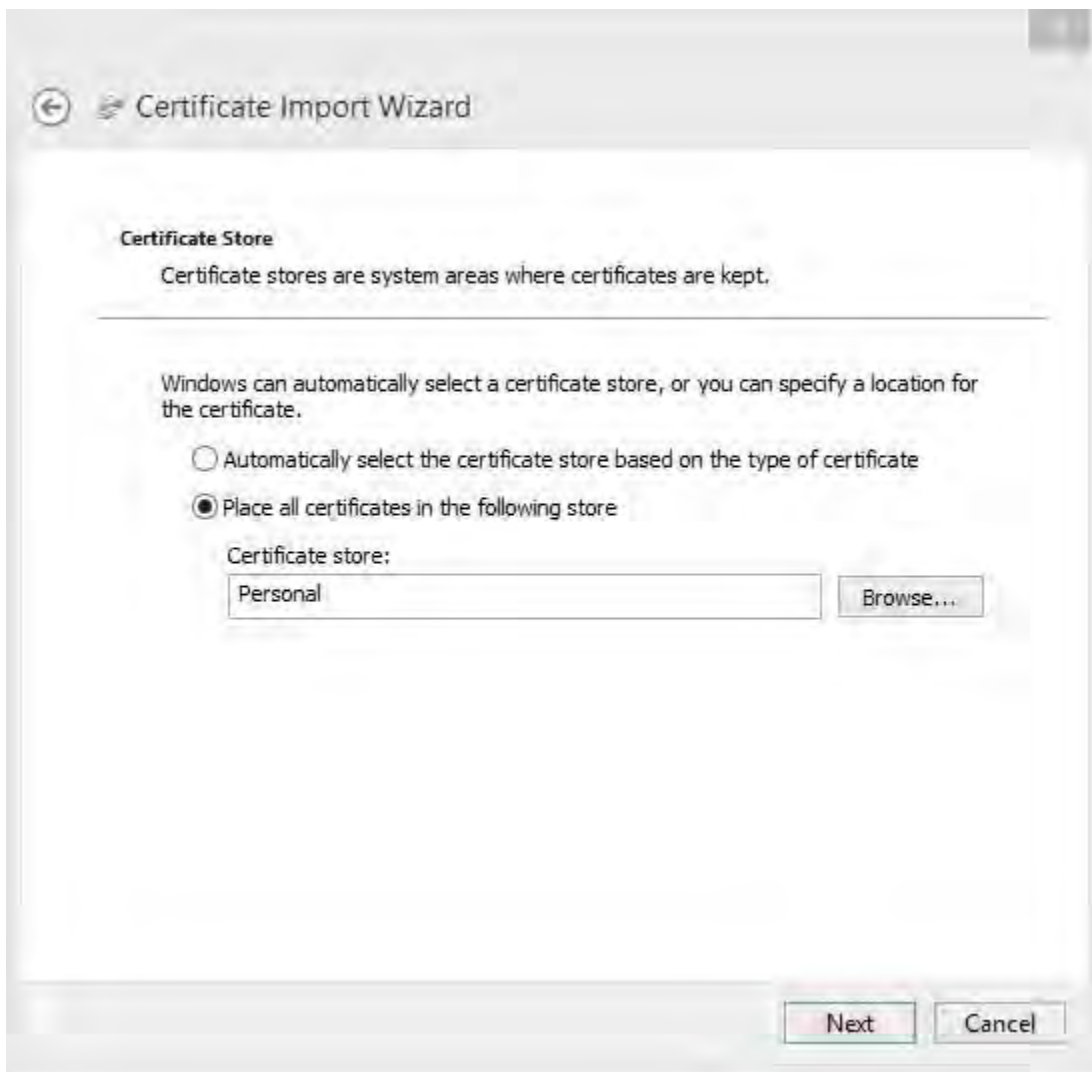 Certificate Import Wizard
Certificate Store
Certificate stores are system areas where certificates are kept.
Windows can automatically select a certificate store, or you can specify a location for
the certificate.
Automatically select the certificate store based on the type of certificate
Place all certificates in the following store
Certificate store:
Personal
Browse...
Next
Cancel